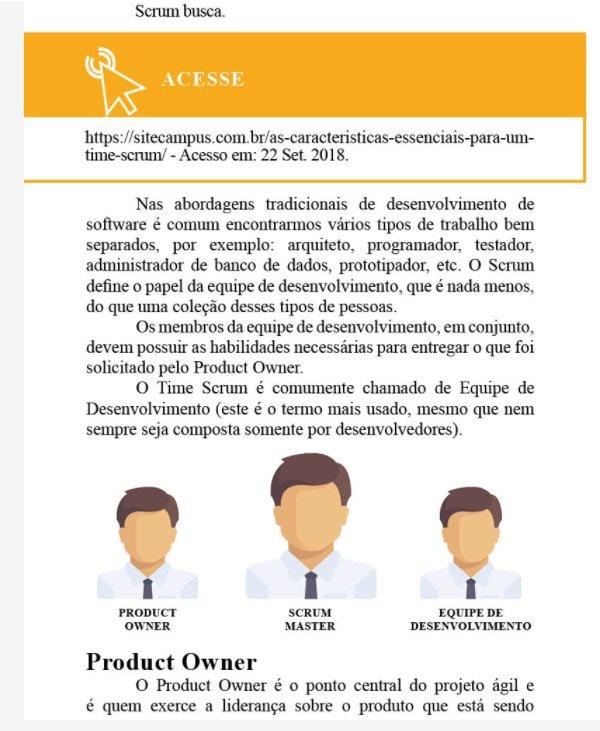 Scrum busca.
ACESSE
https://sitecampus.com.br/as-caracteristicas-essenciais-para-um-
time-scrum/ - Acesso em: 22 Set. 2018.
Nas abordagens tradicionais de desenvolvimento de
software é comum encontrarmos vários tipos de trabalho bem
separados, por exemplo: arquiteto, programador, testador,
administrador de banco de dados, prototipador, etc. O Scrum
define o papel da equipe de desenvolvimento, que é nada menos,
do que uma coleção desses tipos de pessoas.
Os membros da equipe de desenvolvimento, em conjunto,
devem possuir as habilidades necessárias para entregar o que foi
solicitado pelo Product Owner.
O Time Scrum é comumente chamado de Equipe de
Desenvolvimento (este é o termo mais usado, mesmo que nem
sempre seja composta somente por desenvolvedores).
PRODUCT
OWNER
SCRUM
MASTER
EQUIPE DE
DESENVOLVIMENTO
Product Owner
O Product Owner é o ponto central do projeto ágil e
é quem exerce a liderança sobre o produto que está sendo